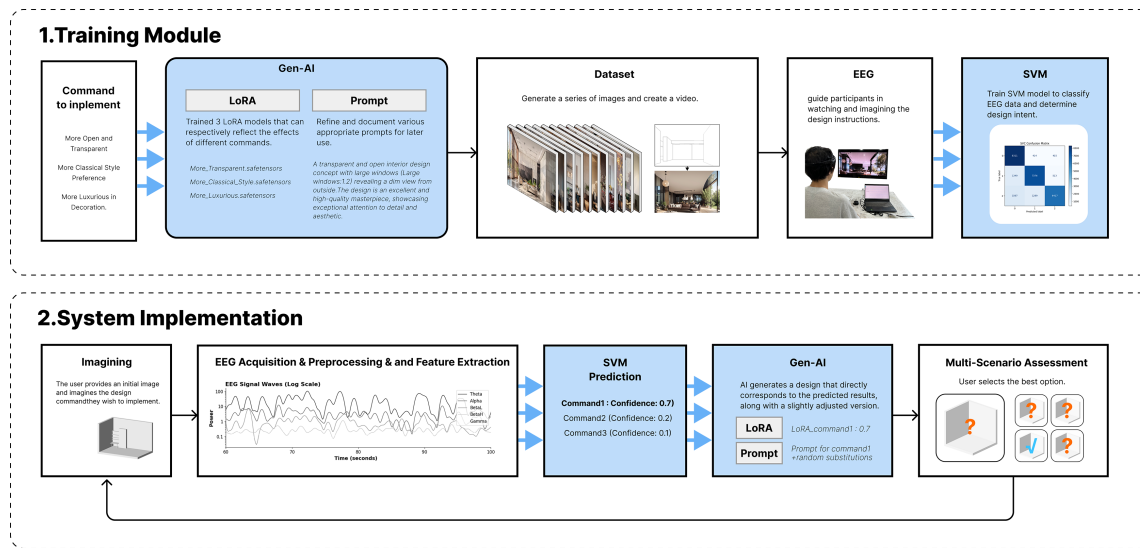 1.Training Module
Command
to inplement
More Open and
Transparent
More Classical Style
Preference
More Luxurious in
Decoration.
Gen-AI
LoRA
Trained 3 LoRA models that can
respectively reflect the effects
of different commands.
More_Transparent.safetensors
More_Classical_Style.safetensors
More_Luxurious.safetensors
Prompt
Refine and document various
appropriate prompts for later
use.
A transparent and open interior design
concept with large windows (Large
windows:1.2) revealing a dim view from
outside.The design is an excellent and
high-quality masterpiece, showcasing
exceptional attention to detail and
aesthetic.
Dataset
Generate a series of images and create a video.
EEG
guide participants in
watching and imagining the
design instructions.
SVM
Train SVM model to classify
EEG data and determine
design intent.
2.System Implementation
Imagining
The user provides an initial image
and imagines the design
commandthey wish to implement.
EEG Acquisition & Preprocessing & and Feature Extraction
EEG Signal Waves (Log Scale)
Power
100
10
1
0.1
60
70
80
90
100
Time (seconds)
Theta
Alpha
BetaL
BetaH
Gamma
SVM
Prediction
Command1 : Confidence: 0.7)
Command2 (Confidence: 0.2)
Command3 (Confidence: 0.1)
Gen-AI
AI generates a design that directly
corresponds to the predicted results,
along with a slightly adjusted version.
LoRA
LoRA_command1 : 0.7
Prompt
Prompt for command1
+random substitutions
Multi-Scenario Assessment
User selects the best option.
?
?
?
√
?